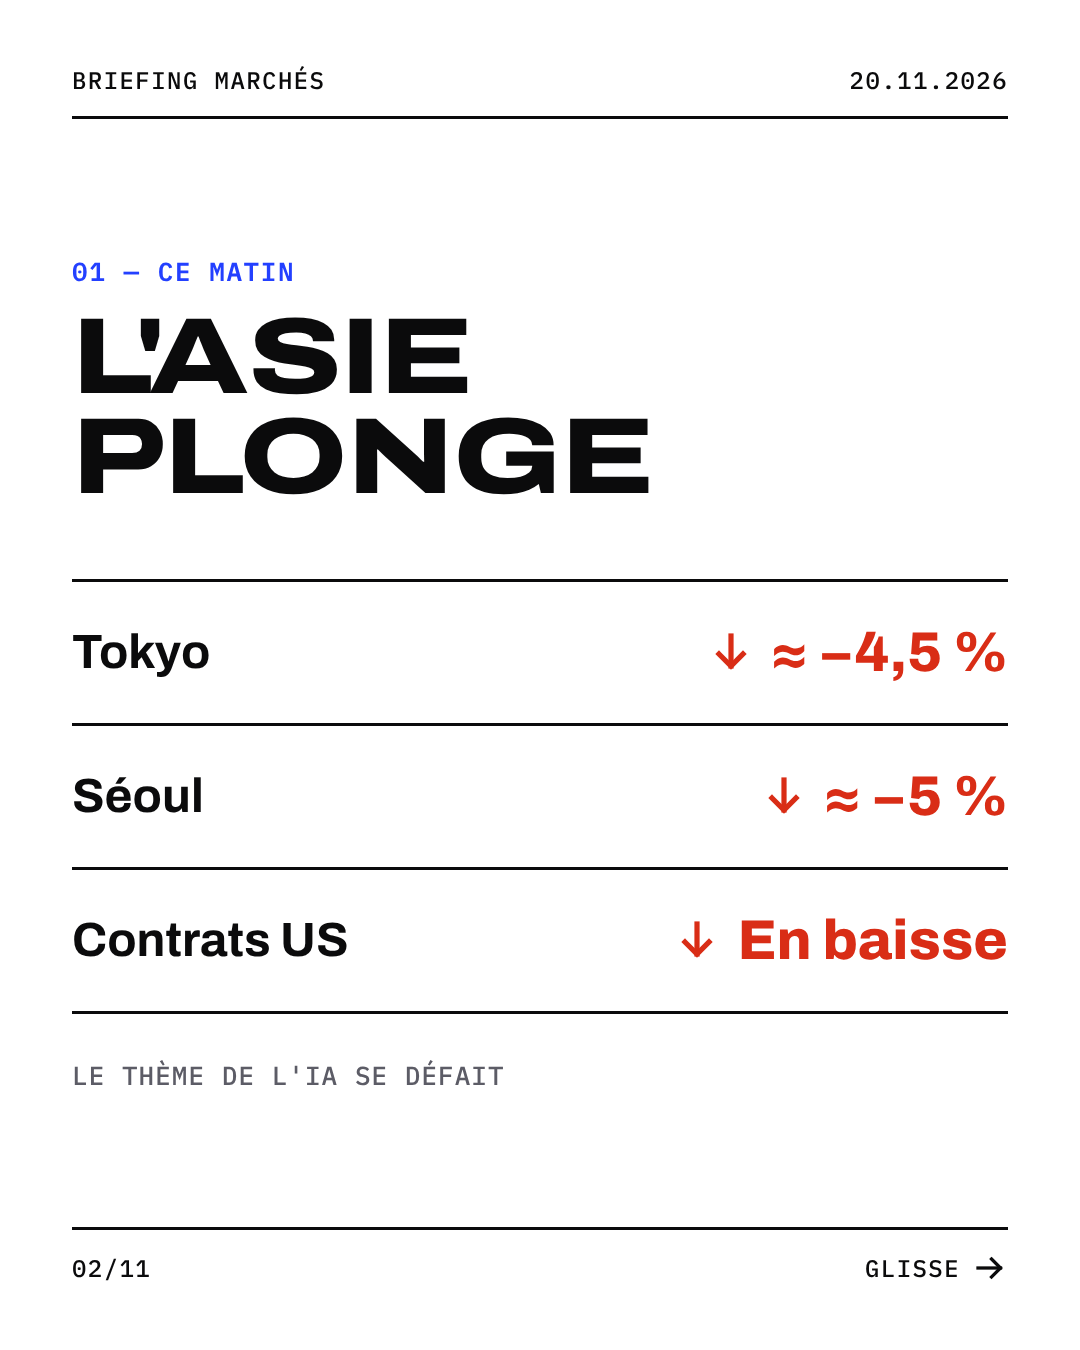 BRIEFING MARCHÉS
20.11.2026
01 — CE MATIN
L'ASIE
PLONGE
Tokyo ↓ ≈ −4,5 %
Séoul ↓ ≈ −5 %
Contrats US ↓ En baisse
LE THÈME DE L'IA SE DÉFAIT
02/11
GLISSE →